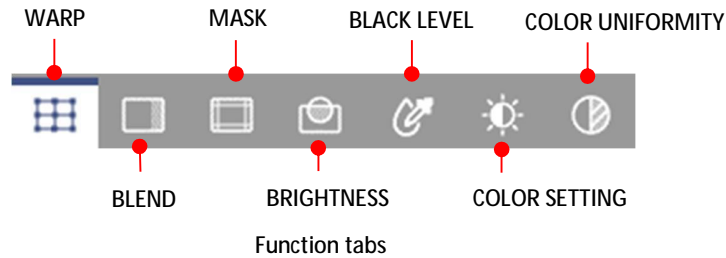 WARP MASK BLACK LEVEL COLOR UNIFORMITY
BLEND BRIGHTNESS COLOR SETTING
Function tabs